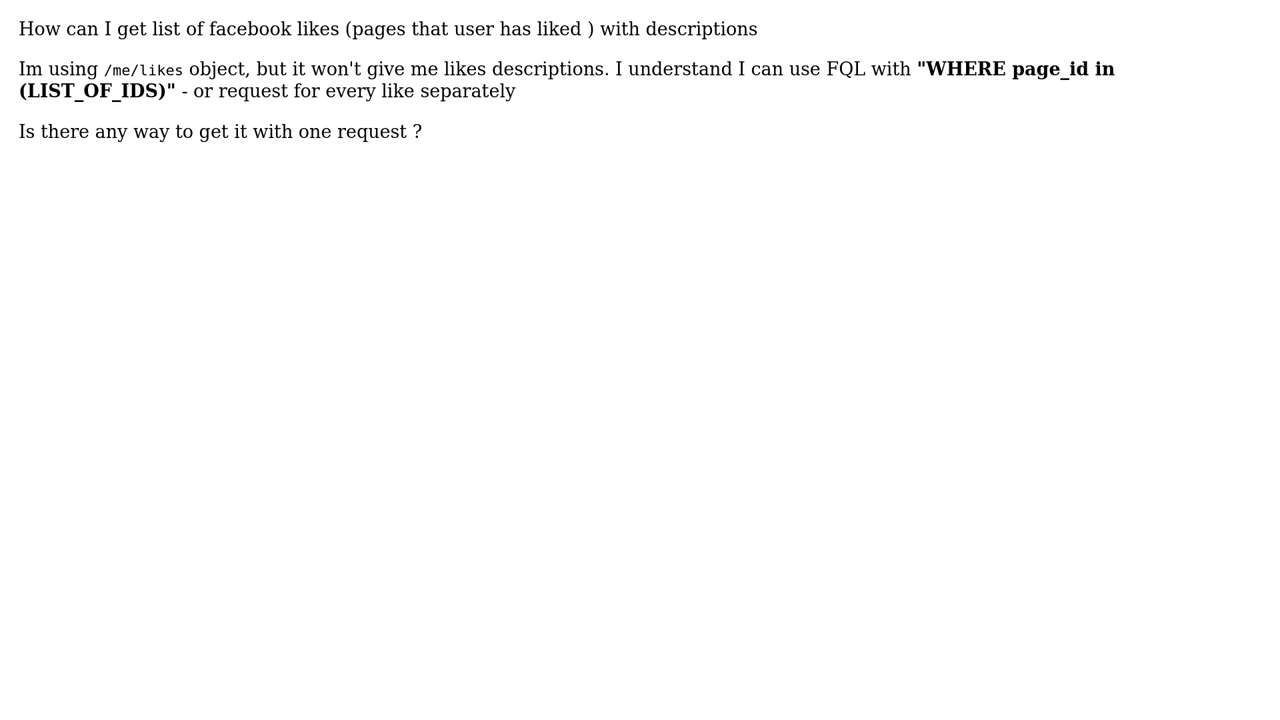 How can I get list of facebook likes (pages that user has liked ) with descriptions
Im using /me/likes object, but it won't give me likes descriptions. I understand I can use FQL with "WHERE page_id in
(LIST_OF_IDS)" - or request for every like separately
Is there any way to get it with one request ?